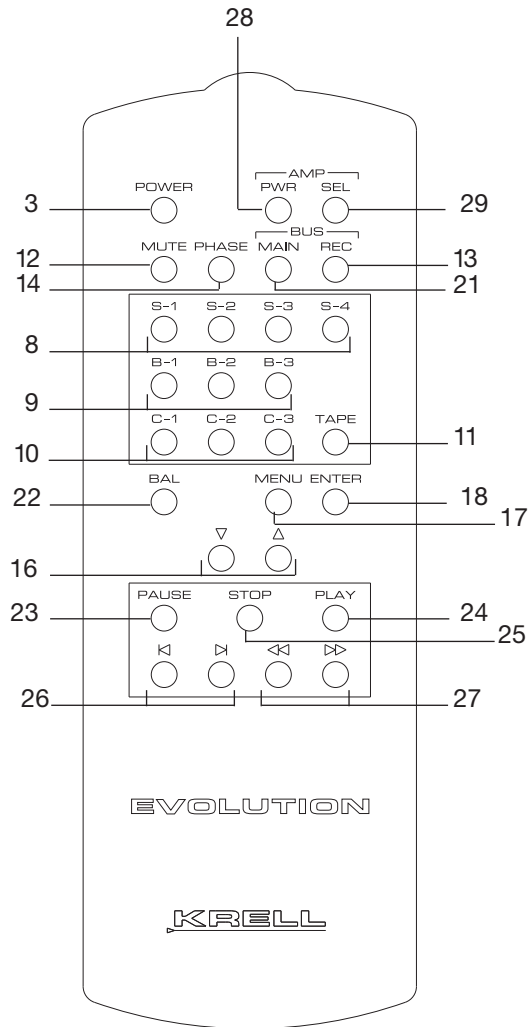 28
AMP
POWER PWR SEL
3 29
BUS
MUTE PHASE MAIN REC
12 13
14 21
S-1 S-2 S-3 S-4
8
B-1 B-2 B-3
9
C-1 C-2 C-3 TAPE
10 11
BAL MENU ENTER
22 18
17
16
PAUSE STOP PLAY
23 24
25
26 27
EVOLUTION
KRELL